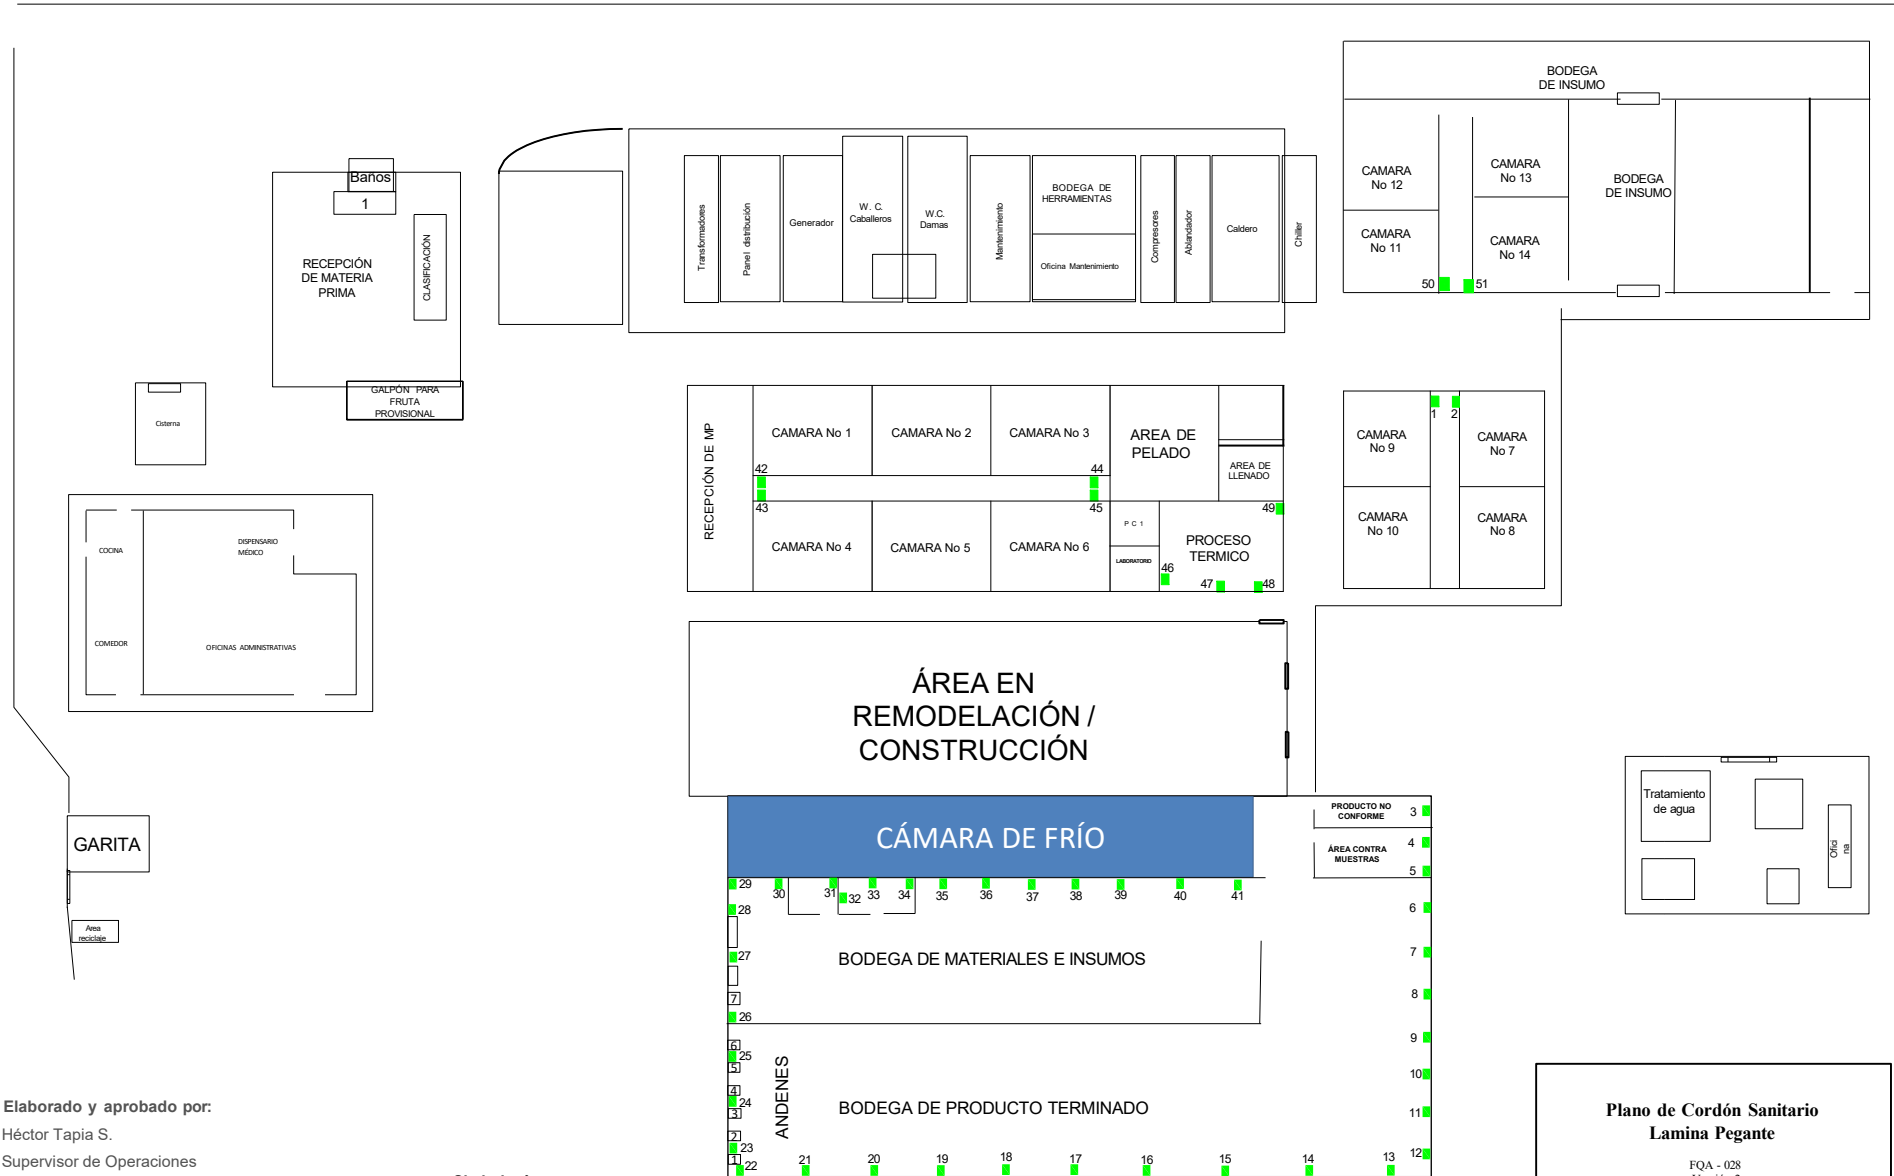 BODEGA
DE INSUMO
CAMARA
No 12
CAMARA
No 13
BODEGA
DE INSUMO
CAMARA
No 11
CAMARA
No 14
50
51
Baños
1
RECEPCIÓN
DE MATERIA
PRIMA
CLASIFICACIÓN
GALPÓN PARA
FRUTA
PROVISIONAL
Transformadores
Panel distribución
Generador
W. C.
Caballeros
W.C.
Damas
Mantenimiento
BODEGA DE
HERRAMIENTAS
Oficina Mantenimiento
Compresores
Ablandador
Caldero
Chiller
Cisterna
RECEPCIÓN DE MP
CAMARA No 1
CAMARA No 2
CAMARA No 3
AREA DE
PELADO
AREA DE
LLENADO
42
44
43
45
49
CAMARA No 4
CAMARA No 5
CAMARA No 6
P C 1
LABORATORIO
PROCESO
TERMICO
46
47
48
1
2
CAMARA
No 9
CAMARA
No 7
CAMARA
No 10
CAMARA
No 8
COCINA
DISPENSARIO
MÉDICO
COMEDOR
OFICINAS ADMINISTRATIVAS
ÁREA EN
REMODELACIÓN /
CONSTRUCCIÓN
GARITA
Area
reciclaje
CÁMARA DE FRÍO
PRODUCTO NO
CONFORME
3
ÁREA CONTRA
MUESTRAS
4
5
Tratamiento
de agua
Ofici
na
29
30
31
32
33
34
35
36
37
38
39
40
41
28
6
27
BODEGA DE MATERIALES E INSUMOS
7
7
8
26
9
6
25
5
10
4
24
3
ANDENES
BODEGA DE PRODUCTO TERMINADO
11
2
23
1
22
21
20
19
18
17
16
15
14
13
12
Elaborado y aprobado por:
Héctor Tapia S.
Supervisor de Operaciones
Plano de Cordón Sanitario
Lamina Pegante
FQA - 028